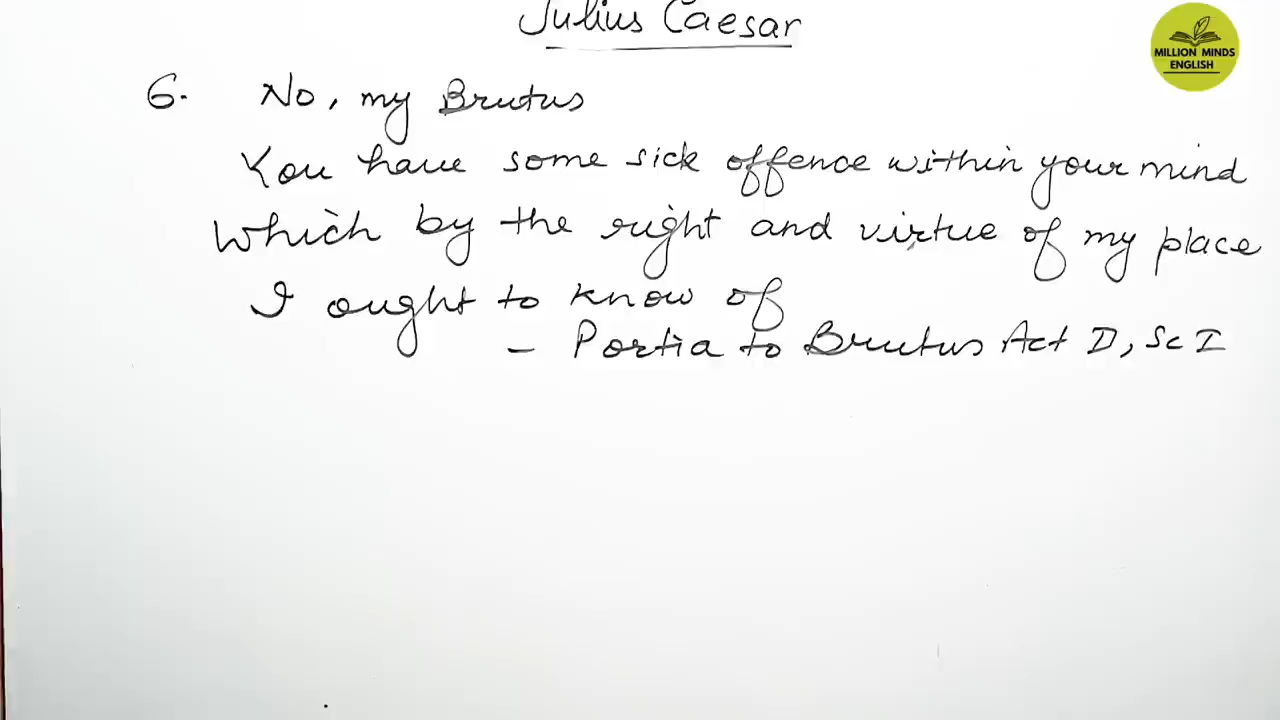 Julius Caesar
MILLION MINDS
ENGLISH
6. No, my Brutus
You have some sick offence within your mind
Which by the right and virtue of my place
I ought to know of
- Portia to Brutus Act II, Sc I